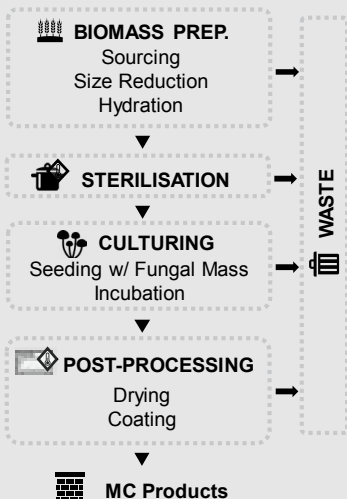 BIOMASS PREP.
Sourcing
Size Reduction
Hydration
STERILISATION
CULTURING
Seeding w/ Fungal Mass
Incubation
POST-PROCESSING
Drying
Coating
MC Products
WASTE